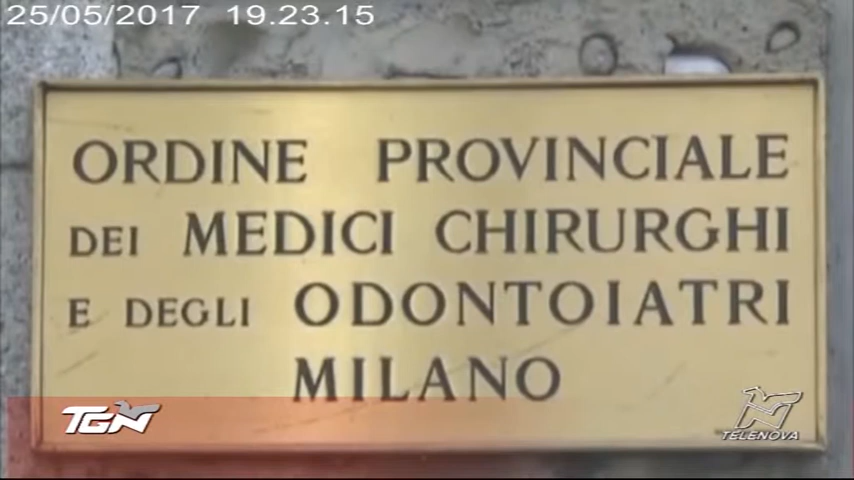 25/05/2017 19.23.15
ORDINE PROVINCIALE
DEI MEDICI CHIRURGHI
E DEGLI ODONTOIATRI
MILANO
TGN
TELENOVA